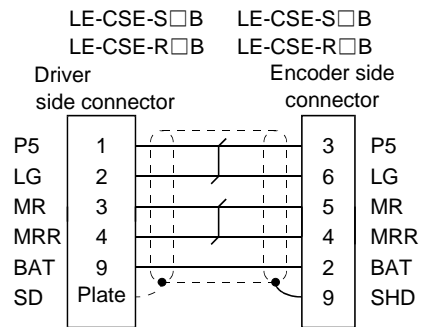 LE-CSE-S□B LE-CSE-S□B
LE-CSE-R□B LE-CSE-R□B
Driver side connector
Encoder side connector
P5 1 3 P5
LG 2 6 LG
MR 3 5 MR
MRR 4 4 MRR
BAT 9 2 BAT
SD Plate 9 SHD